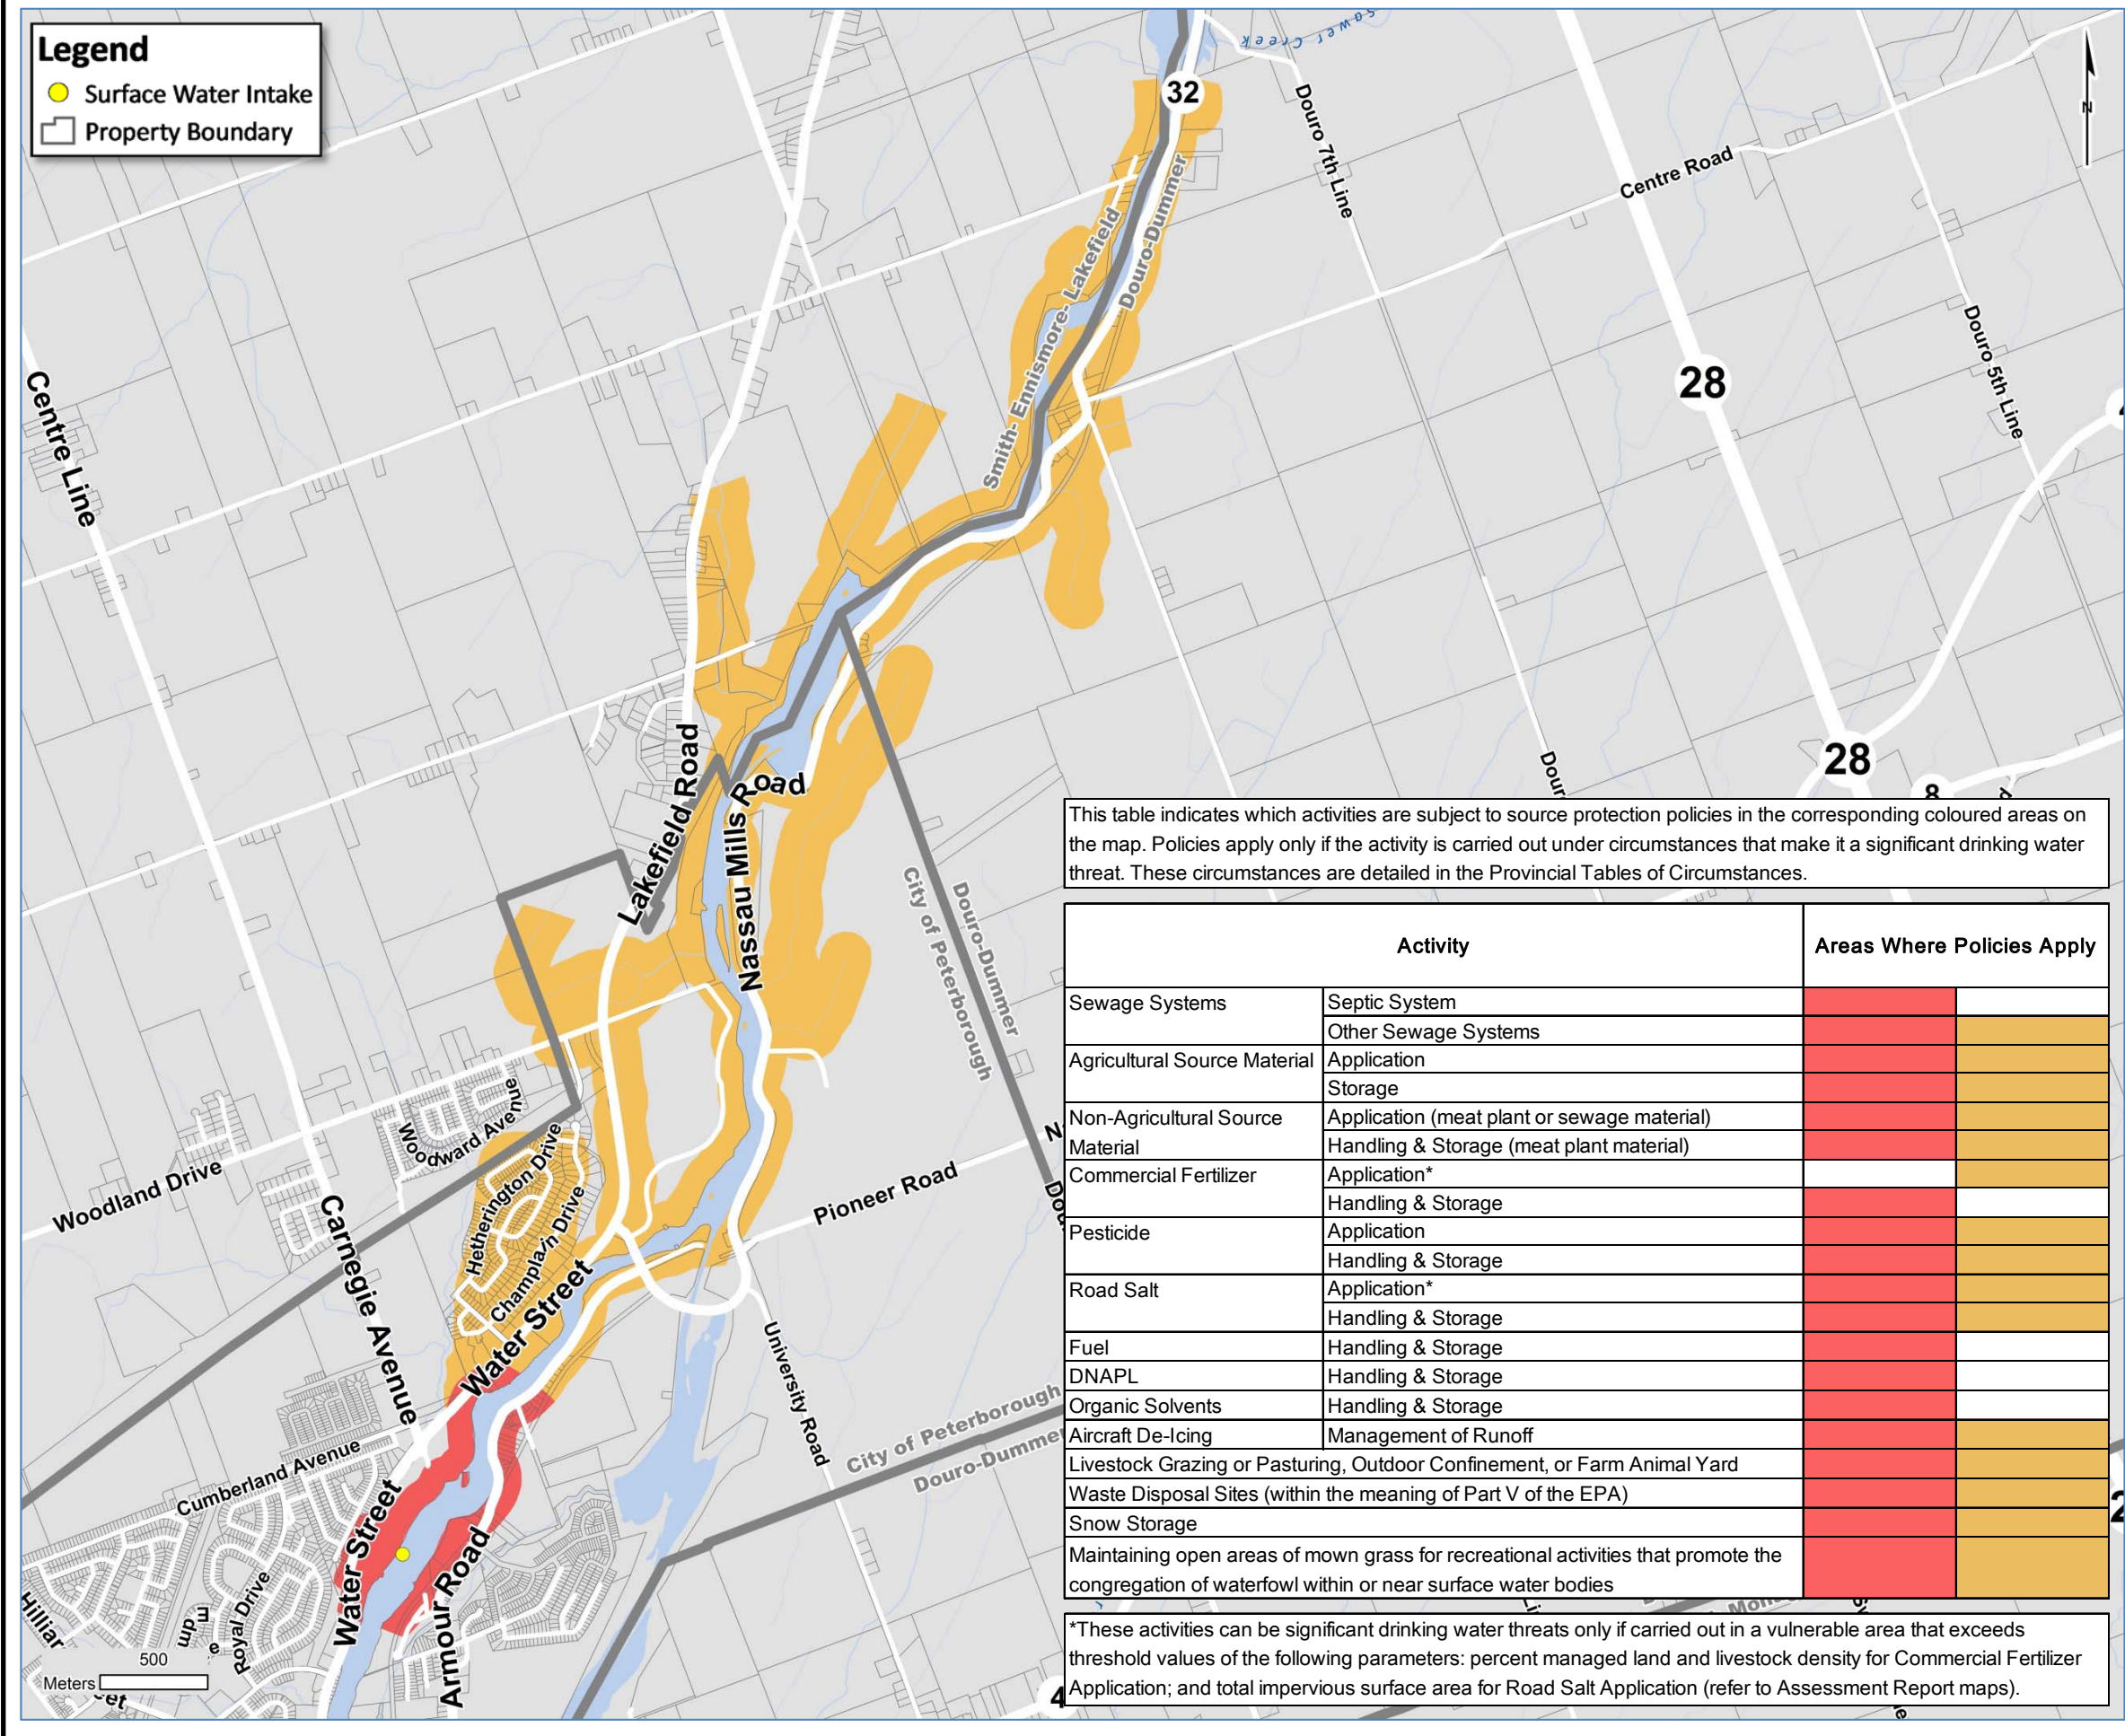 Legend
Surface Water Intake
Property Boundary
Sawer Creek
N
32
Douro 7th Line
Centre Road
Smith- Ennismore- Lakefield
Douro-Dummer
28
Douro 5th Line
4
Centre Line
28
8
Lakefield Road
Nassau Mills Road
City of Peterborough
Douro-Dummer
Woodward Avenue
Woodland Drive
Hetherington Drive
Champlain Drive
Pioneer Road
Carnegie Avenue
Water Street
University Road
City of Peterborough
Douro-Dummer
Cumberland Avenue
Water Street
Armour Road
Royal Drive
500
Meters
4
2
This table indicates which activities are subject to source protection policies in the corresponding coloured areas on
the map. Policies apply only if the activity is carried out under circumstances that make it a significant drinking water
threat. These circumstances are detailed in the Provincial Tables of Circumstances.
Activity Areas Where Policies Apply
Sewage Systems Septic System
Other Sewage Systems
Agricultural Source Material Application
Storage
Non-Agricultural Source Application (meat plant or sewage material)
Material Handling & Storage (meat plant material)
Commercial Fertilizer Application*
Handling & Storage
Pesticide Application
Handling & Storage
Road Salt Application*
Handling & Storage
Fuel Handling & Storage
DNAPL Handling & Storage
Organic Solvents Handling & Storage
Aircraft De-Icing Management of Runoff
Livestock Grazing or Pasturing, Outdoor Confinement, or Farm Animal Yard
Waste Disposal Sites (within the meaning of Part V of the EPA)
Snow Storage
Maintaining open areas of mown grass for recreational activities that promote the
congregation of waterfowl within or near surface water bodies
*These activities can be significant drinking water threats only if carried out in a vulnerable area that exceeds
threshold values of the following parameters: percent managed land and livestock density for Commercial Fertilizer
Application; and total impervious surface area for Road Salt Application (refer to Assessment Report maps).